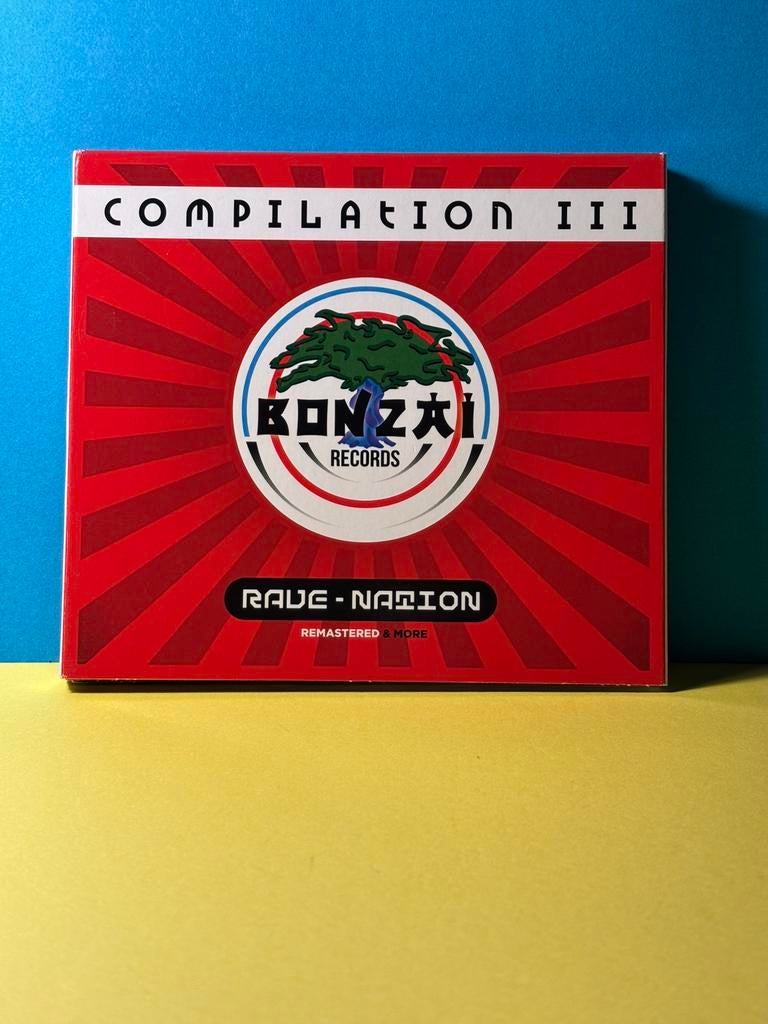 COMPILATION III
BONZAI
RECORDS
RAVE-NATION
REMASTERED & MORE